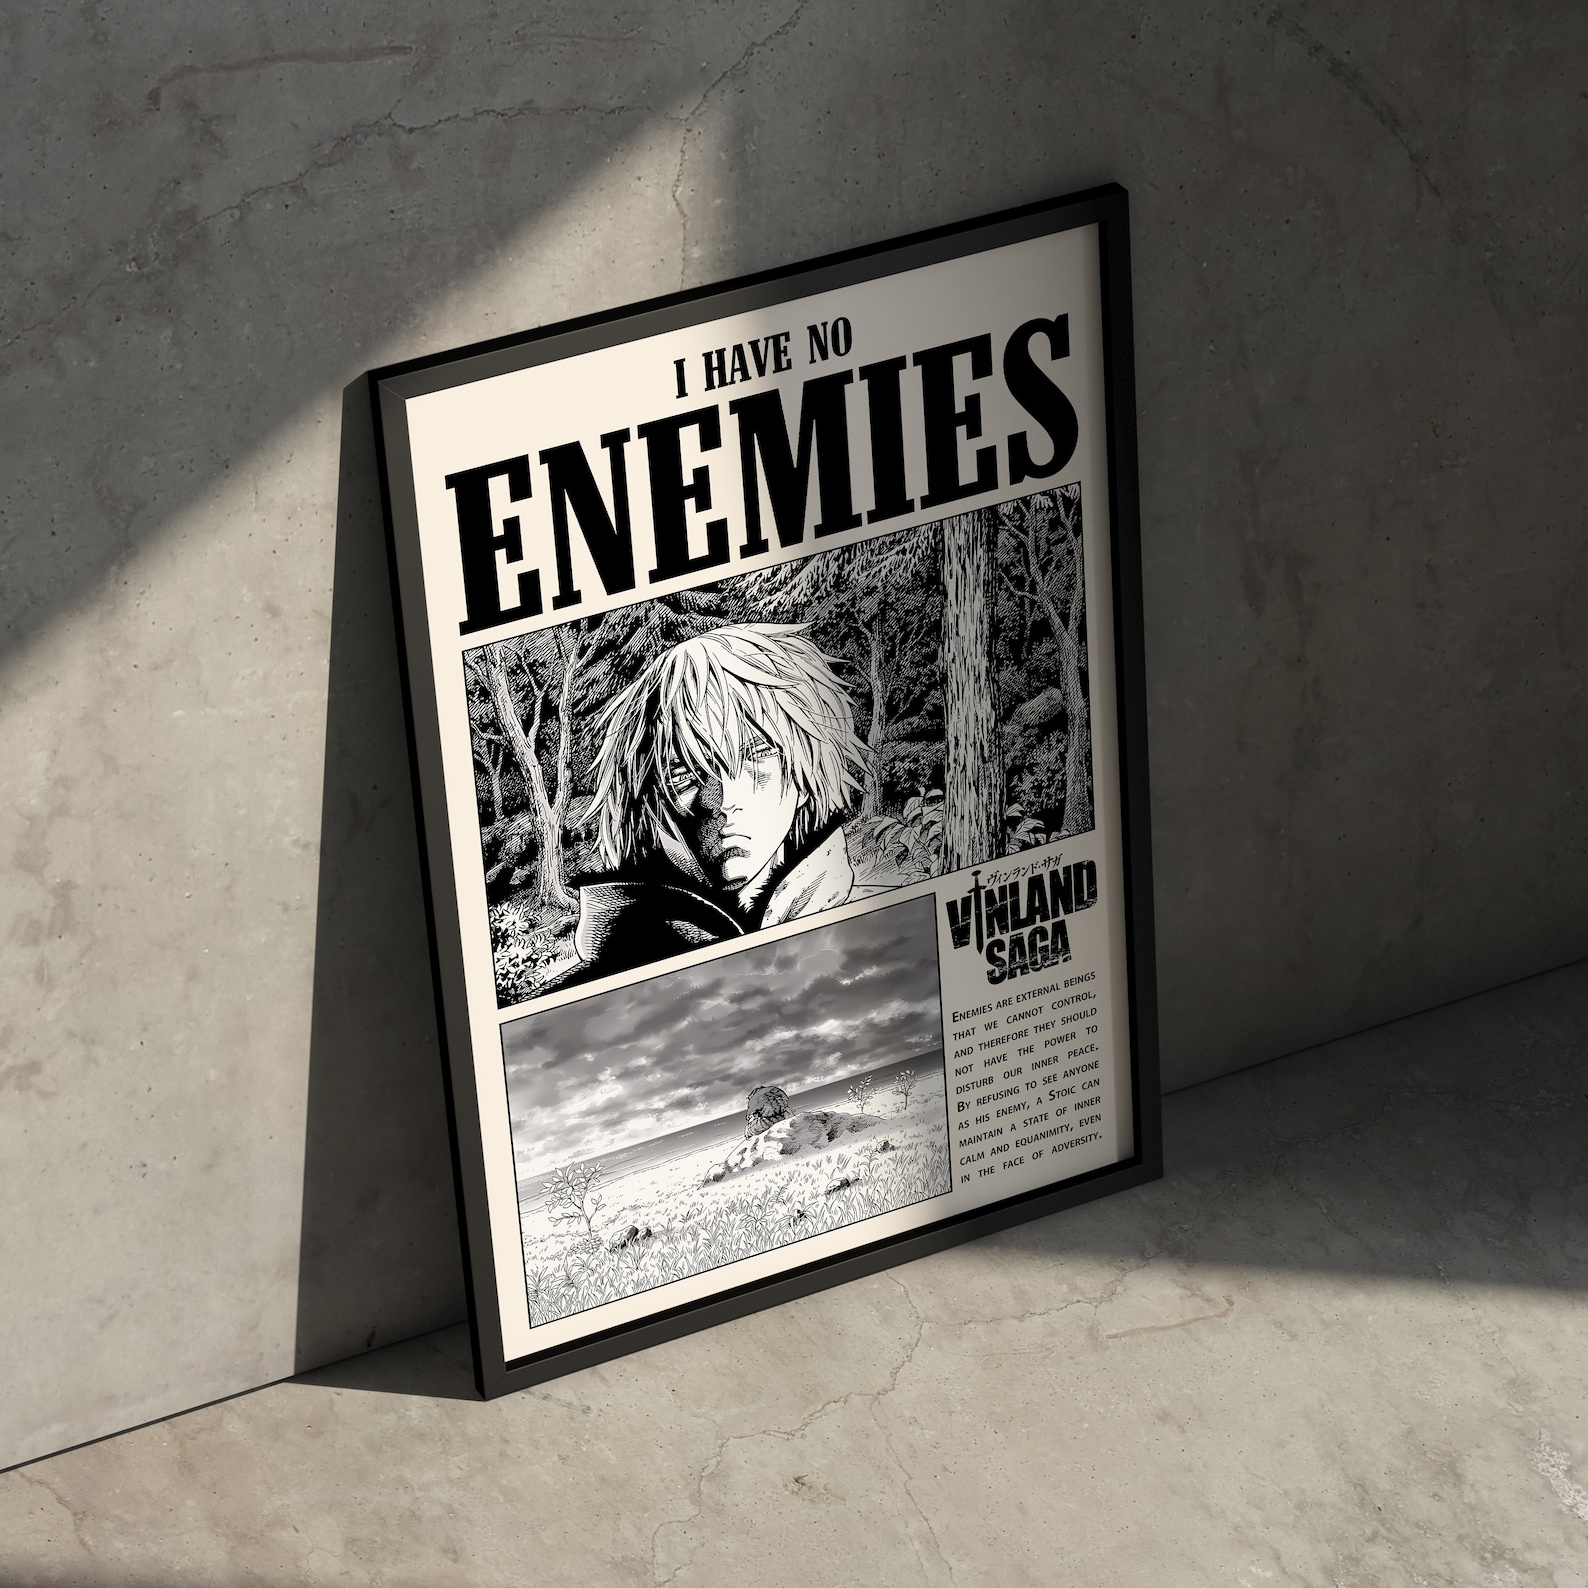 I HAVE NO
ENEMIES
ヴィンランド・サガ
VINLAND
SAGA
ENEMIES ARE EXTERNAL BEINGS
THAT WE CANNOT CONTROL,
AND THEREFORE THEY SHOULD
NOT HAVE THE POWER TO
DISTURB OUR INNER PEACE.
BY REFUSING TO SEE ANYONE
AS HIS ENEMY, A STOIC CAN
MAINTAIN A STATE OF INNER
CALM AND EQUANIMITY, EVEN
IN THE FACE OF ADVERSITY.